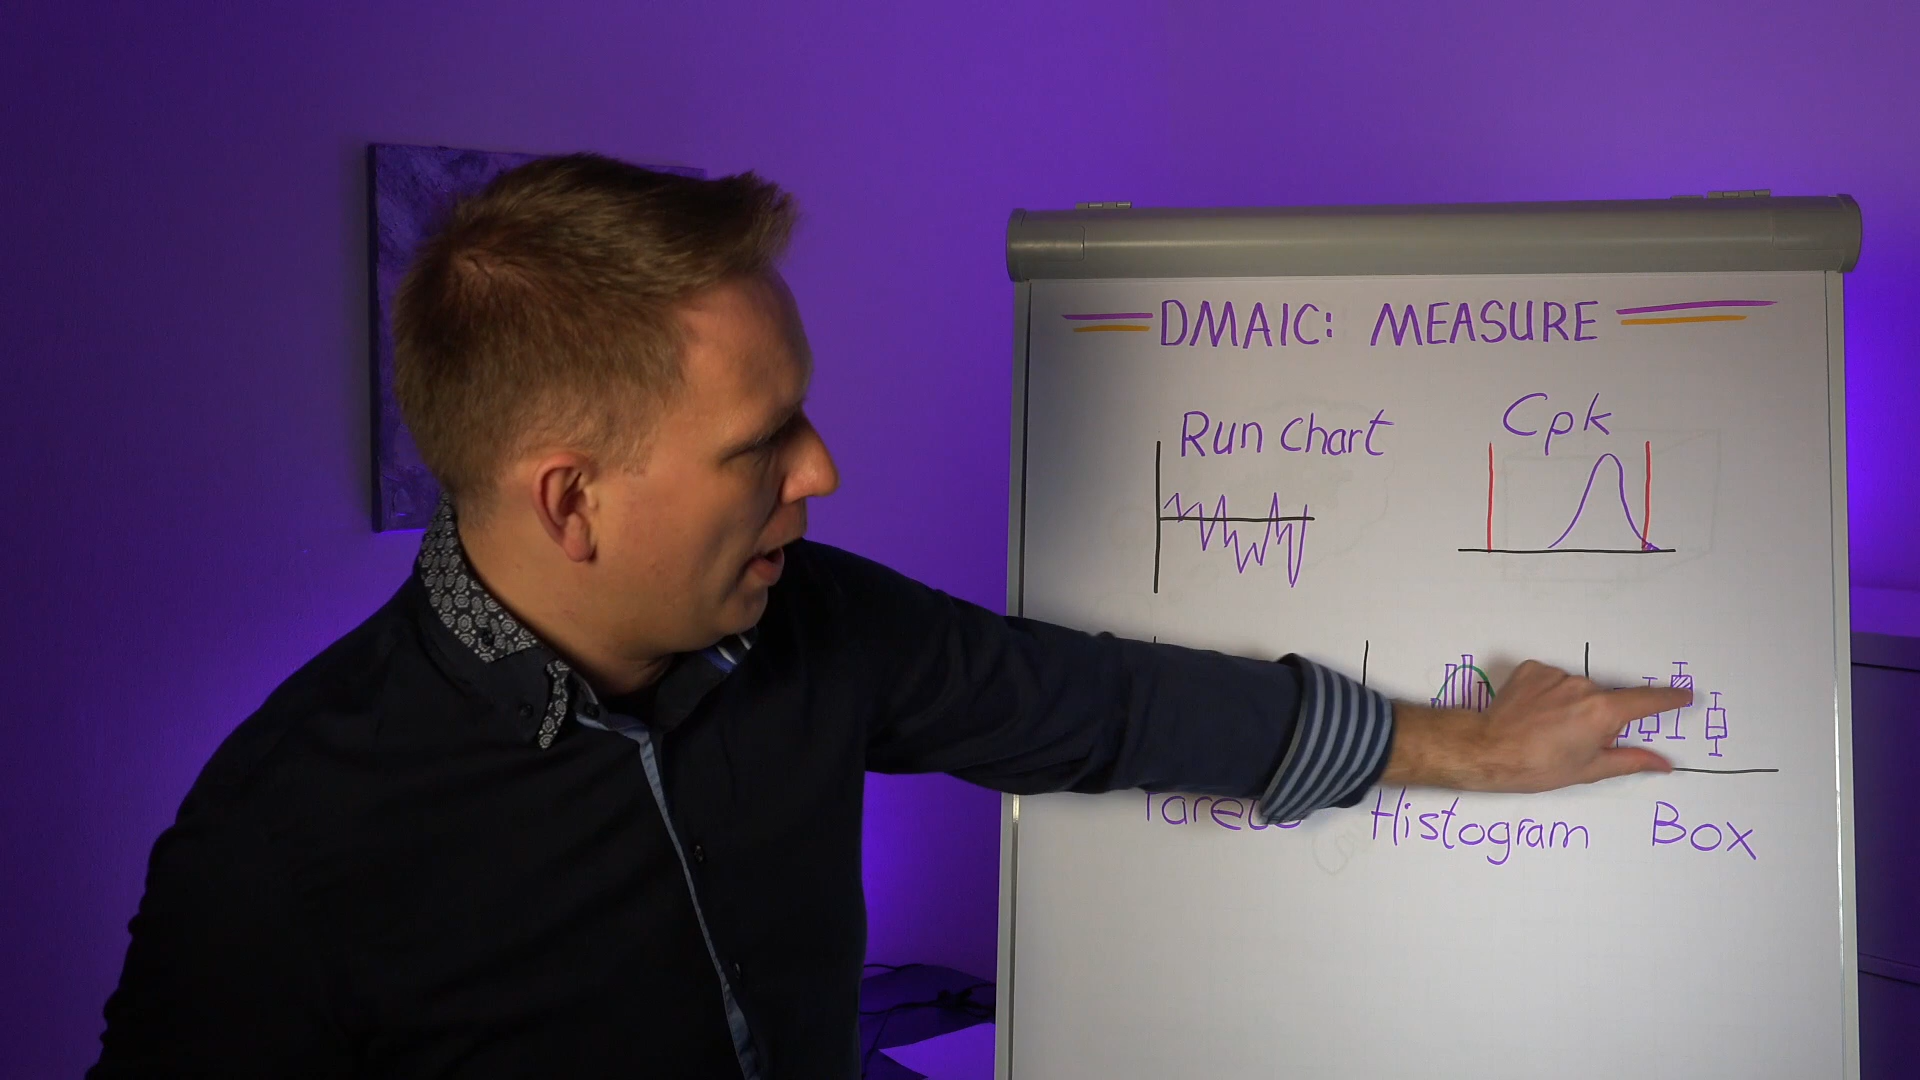 DMAIC: MEASURE
Run Chart
Cpk
Histogram
Box